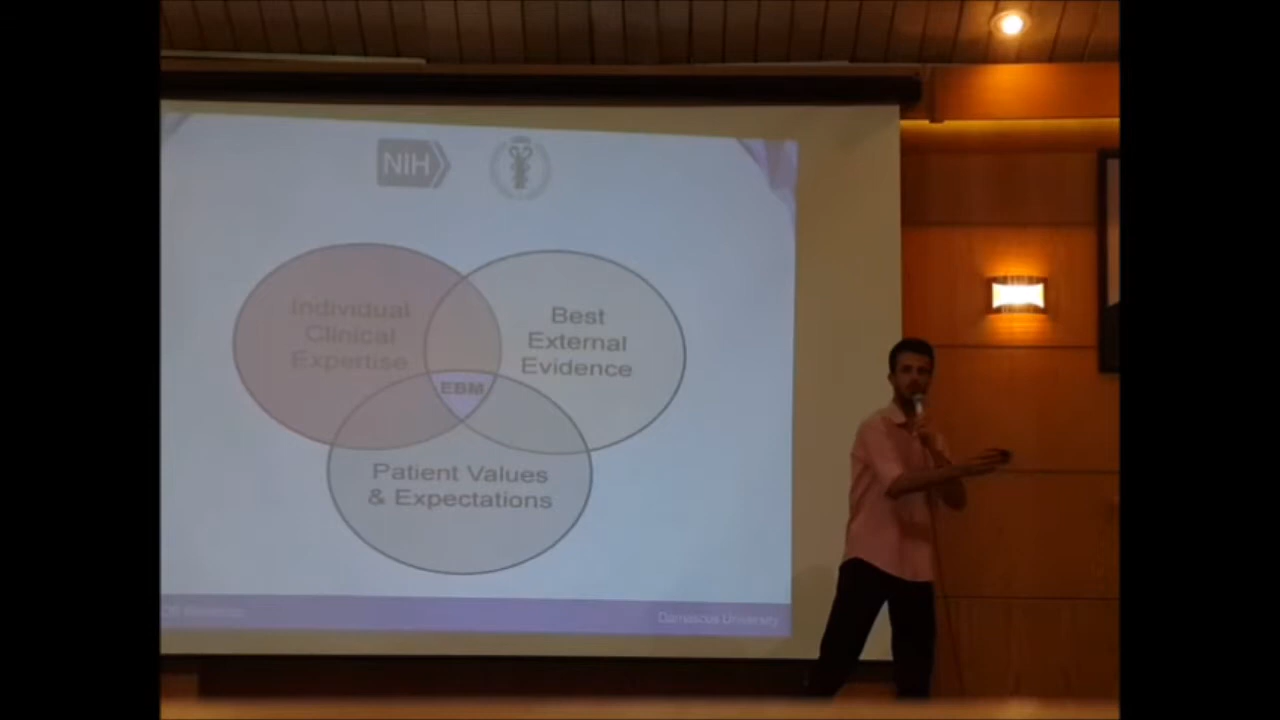 NIH
Individual
Clinical
Expertise
Best
External
Evidence
EBM
Patient Values
& Expectations
Damascus University